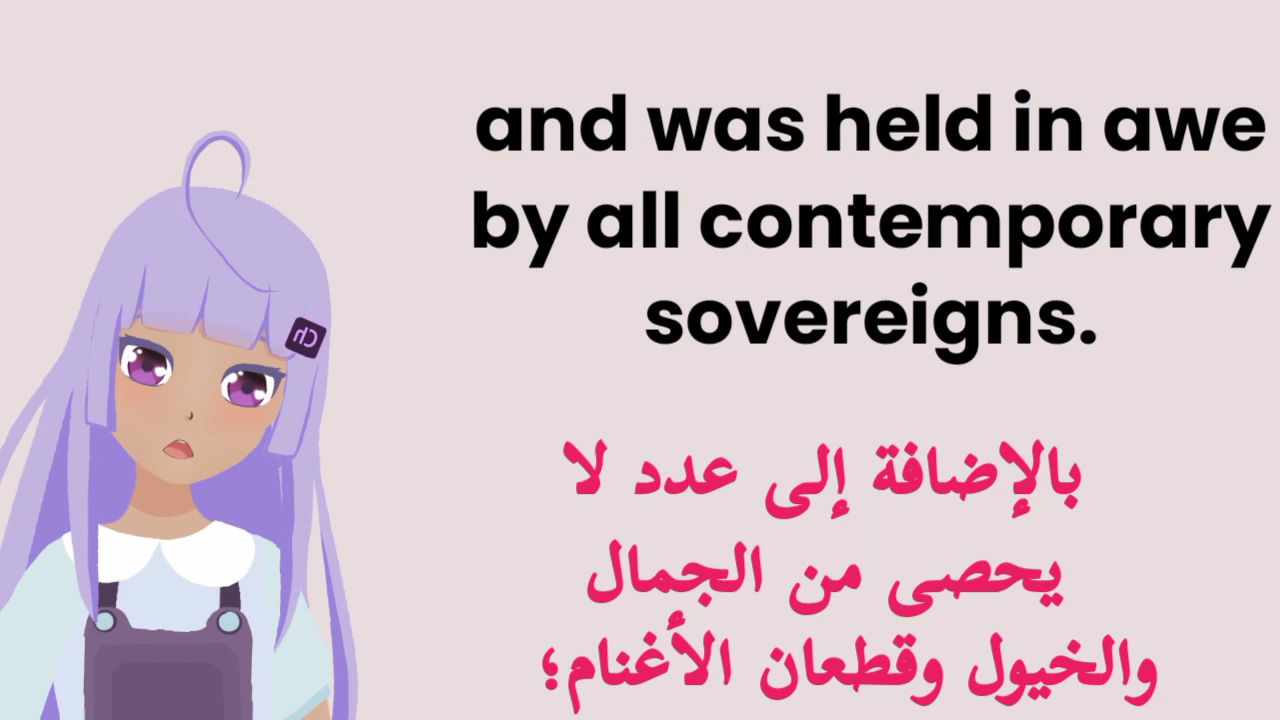 and was held in awe
by all contemporary
sovereigns.
بالإضافة إلى عدد لا
يحصى من الجمال
والخيول وقطعان الأغنام؛
Ch